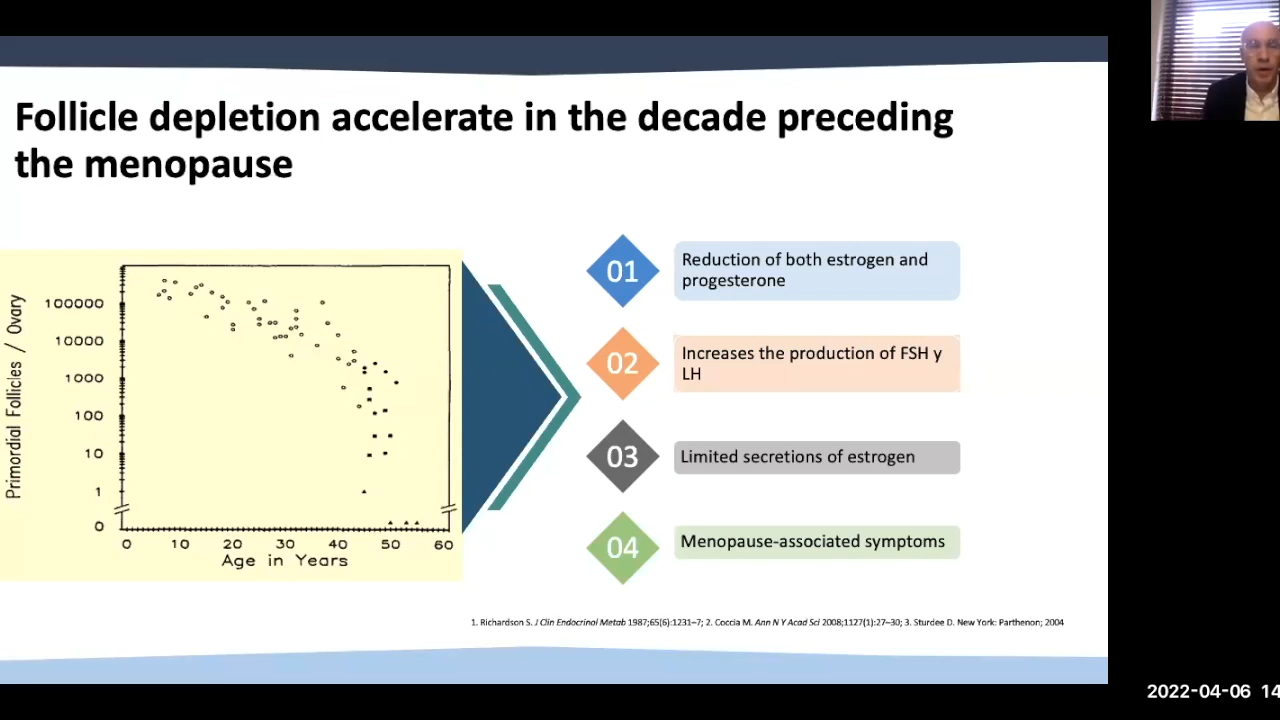 Follicle depletion accelerate in the decade preceding
the menopause
Primordial Follicles / Ovary
100000
10000
1000
100
10
1
0
0 10 20 30 40 50 60
Age in Years
01
Reduction of both estrogen and
progesterone
02
Increases the production of FSH y
LH
03
Limited secretions of estrogen
04
Menopause-associated symptoms
1. Richardson S. J Clin Endocrinol Metab 1987;65(6):1231–7; 2. Coccia M. Ann N Y Acad Sci 2008;1127(1):27–30; 3. Sturdee D. New York: Parthenon; 2004
2022-04-06 14